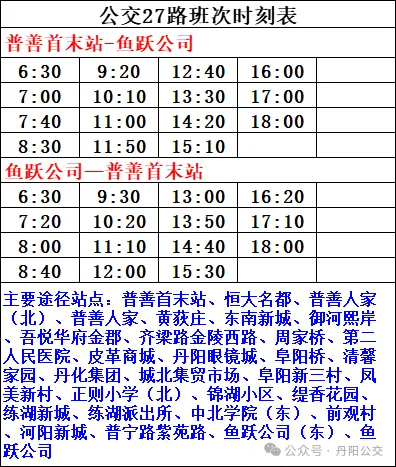 公交27路班次时刻表
普善首末站-鱼跃公司
6:30 9:20 12:40 16:00
7:00 10:10 13:30 17:00
7:40 11:00 14:20 18:00
8:30 11:50 15:10
鱼跃公司—普善首末站
6:30 9:30 13:00 16:20
7:20 10:20 13:50 17:10
8:00 11:10 14:40 18:00
8:40 12:00 15:30
主要途径站点：普善首末站、恒大名都、普善人家
（北）、普善人家、黄荻庄、东南新城、御河熙岸
、吾悦华府金郡、齐梁路金陵西路、周家桥、第二
人民医院、皮革商城、丹阳眼镜城、阜阳桥、清馨
家园、丹化集团、城北集贸市场、阜阳新三村、凤
美新村、正则小学（北）、锦湖小区、缇香花园、
练湖新城、练湖派出所、中北学院（东）、前观村
、河阳新城、普宁路紫苑路、鱼跃公司（东）、鱼
跃公司
公众号·丹阳公交